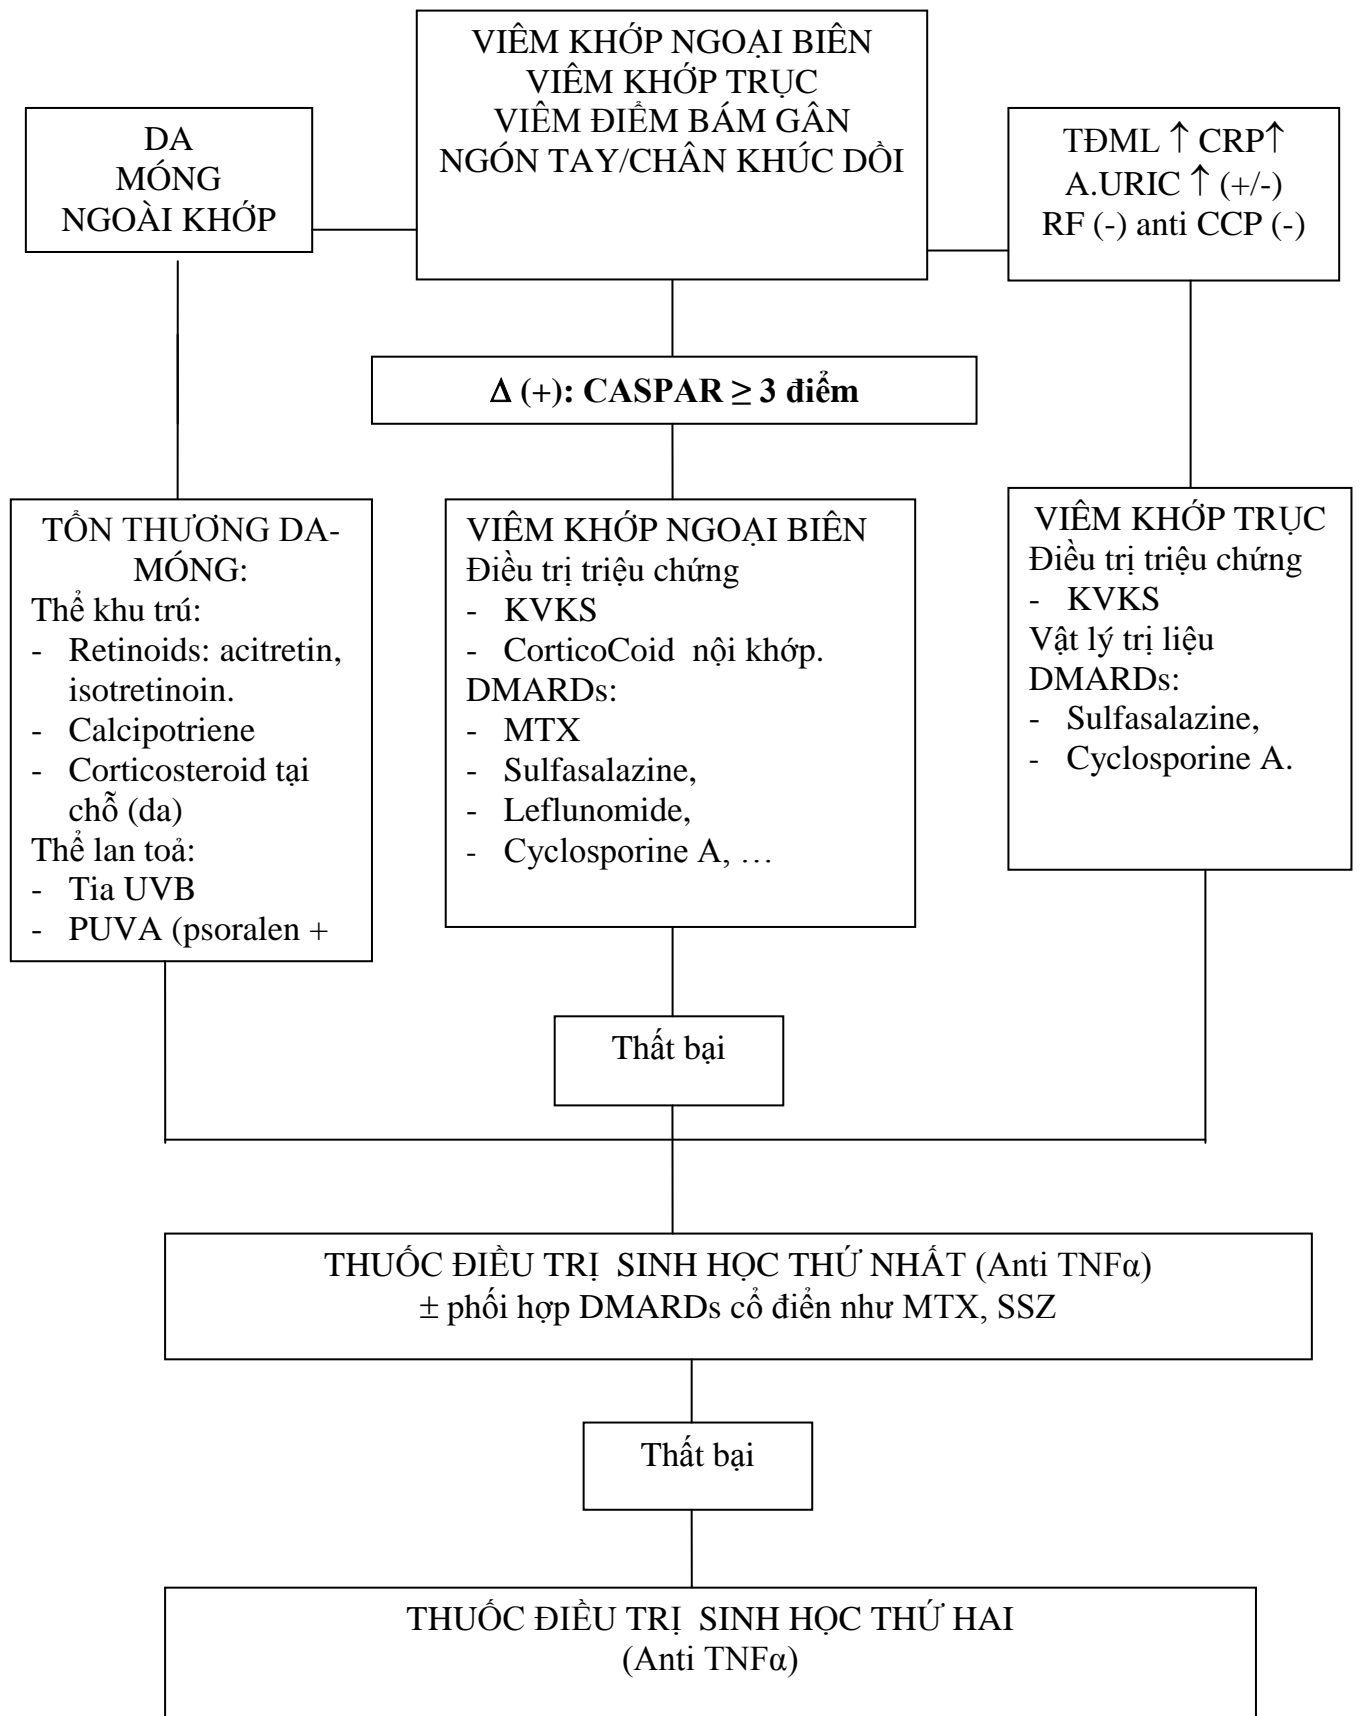 VIÊM KHỚP NGOẠI BIÊN
VIÊM KHỚP TRỤC
VIÊM ĐIỂM BÁM GÂN
NGÓN TAY/CHÂN KHÚC DỒI
DA
MÓNG
NGOÀI KHỚP
TĐML ↑ CRP↑
A.URIC ↑ (+/-)
RF (-) anti CCP (-)
Δ (+): CASPAR ≥ 3 điểm
TỔN THƯƠNG DA-
MÓNG:
Thể khu trú:
- Retinoids: acitretin,
isotretinoin.
- Calcipotriene
- Corticosteroid tại
chỗ (da)
Thể lan toả:
- Tia UVB
- PUVA (psoralen +
VIÊM KHỚP NGOẠI BIÊN
Điều trị triệu chứng
- KVKS
- CorticoCoid nội khớp.
DMARDs:
- MTX
- Sulfasalazine,
- Leflunomide,
- Cyclosporine A, …
VIÊM KHỚP TRỤC
Điều trị triệu chứng
- KVKS
Vật lý trị liệu
DMARDs:
- Sulfasalazine,
- Cyclosporine A.
Thất bại
THUỐC ĐIỀU TRỊ SINH HỌC THỨ NHẤT (Anti TNFα)
± phối hợp DMARDs cổ điển như MTX, SSZ
Thất bại
THUỐC ĐIỀU TRỊ SINH HỌC THỨ HAI
(Anti TNFα)